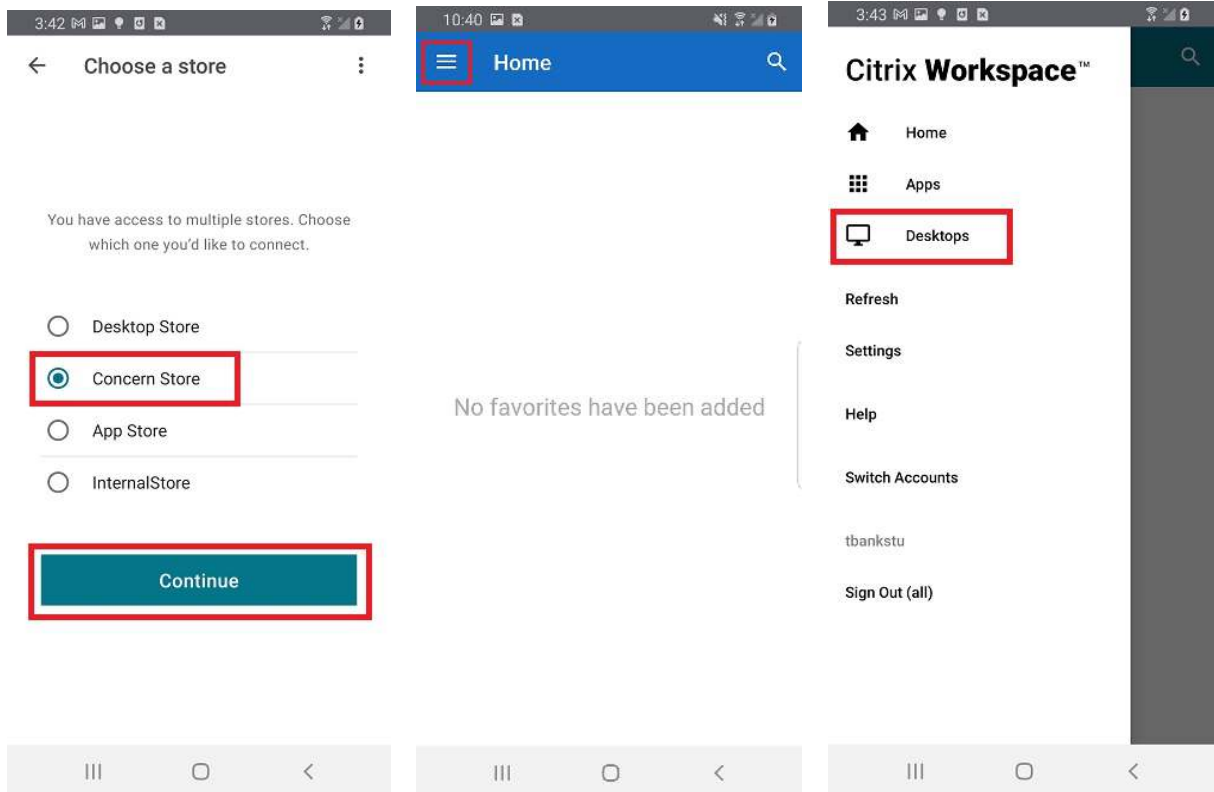 3:42
Choose a store
You have access to multiple stores. Choose
which one you'd like to connect.
Desktop Store
Concern Store
App Store
InternalStore
Continue
10:40
Home
No favorites have been added
3:43
Citrix Workspace™
Home
Apps
Desktops
Refresh
Settings
Help
Switch Accounts
tbankstu
Sign Out (all)